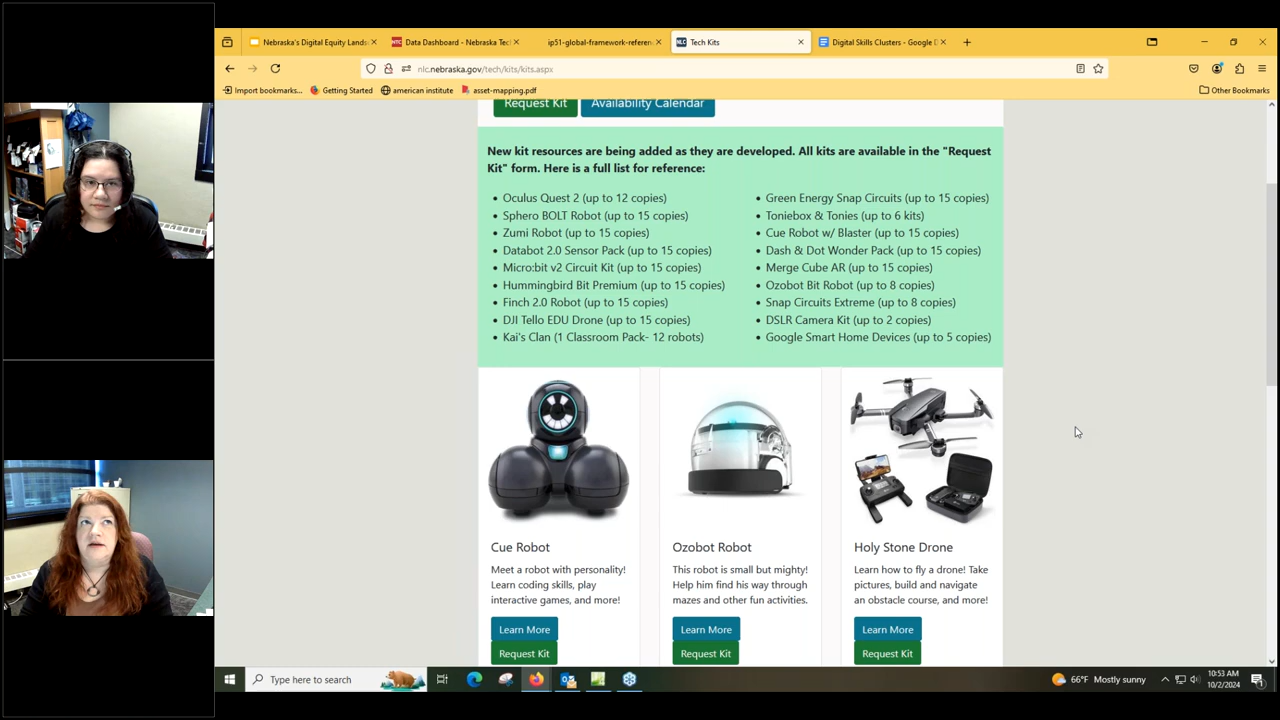 Nebraska's Digital Equity Lands
Data Dashboard - Nebraska Tec
ip51-global-framework-referen
NLC Tech Kits
Digital Skills Clusters - Google D
nlc.nebraska.gov/tech/kits/kits.aspx
Import bookmarks...
Getting Started
american institute
asset-mapping.pdf
Other Bookmarks
Request Kit
Availability Calendar
New kit resources are being added as they are developed. All kits are available in the "Request
Kit" form. Here is a full list for reference:
• Oculus Quest 2 (up to 12 copies)
• Sphero BOLT Robot (up to 15 copies)
• Zumi Robot (up to 15 copies)
• Databot 2.0 Sensor Pack (up to 15 copies)
• Micro:bit v2 Circuit Kit (up to 15 copies)
• Hummingbird Bit Premium (up to 15 copies)
• Finch 2.0 Robot (up to 15 copies)
• DJI Tello EDU Drone (up to 15 copies)
• Kai's Clan (1 Classroom Pack- 12 robots)
• Green Energy Snap Circuits (up to 15 copies)
• Toniebox & Tonies (up to 6 kits)
• Cue Robot w/ Blaster (up to 15 copies)
• Dash & Dot Wonder Pack (up to 15 copies)
• Merge Cube AR (up to 15 copies)
• Ozobot Bit Robot (up to 8 copies)
• Snap Circuits Extreme (up to 8 copies)
• DSLR Camera Kit (up to 2 copies)
• Google Smart Home Devices (up to 5 copies)
Cue Robot
Meet a robot with personality!
Learn coding skills, play
interactive games, and more!
Learn More
Request Kit
Ozobot Robot
This robot is small but mighty!
Help him find his way through
mazes and other fun activities.
Learn More
Request Kit
Holy Stone Drone
Learn how to fly a drone! Take
pictures, build and navigate
an obstacle course, and more!
Learn More
Request Kit
Type here to search
66°F Mostly sunny
10:53 AM
10/2/2024